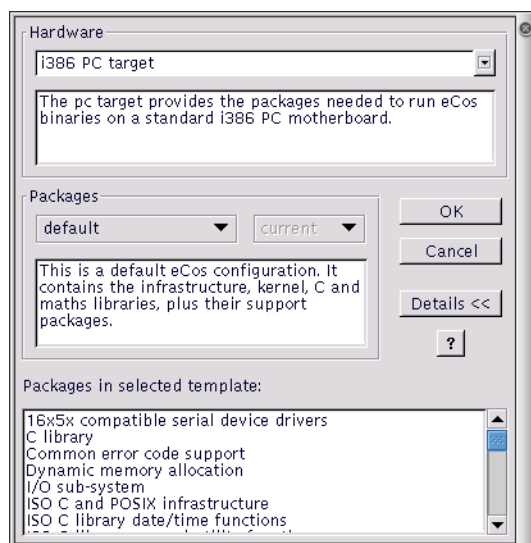 Hardware
i386 PC target
The pc target provides the packages needed to run eCos
binaries on a standard i386 PC motherboard.
Packages
default
current
This is a default eCos configuration. It
contains the infrastructure, kernel, C and
maths libraries, plus their support
packages.
OK
Cancel
Details <<
?
Packages in selected template:
16x5x compatible serial device drivers
C library
Common error code support
Dynamic memory allocation
I/O sub-system
ISO C and POSIX infrastructure
ISO C library date/time functions